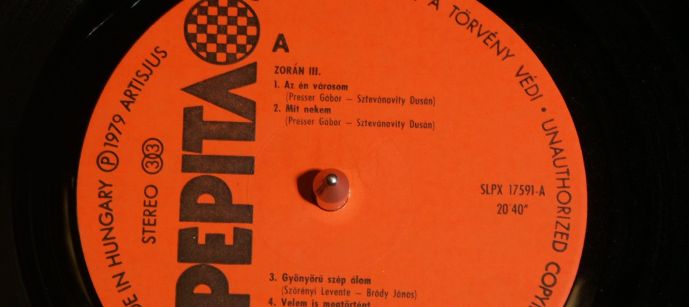 A TÖRVÉNY VÉDI • UNAUTHORIZED
DE IN HUNGARY Ⓟ 1979 ARTISJUS
STEREO 33
PEPITA
A
ZORÁN III.
1. Az én városom
(Presser Gábor – Sztevánovity Dusán)
2. Mit nekem
(Presser Gábor – Sztevánovity Dusán)
SLPX 17591-A
20'40"
3. Gyönyörű szép álom
(Szörényi Levente – Bródy János)
4. Velem is megtörtént